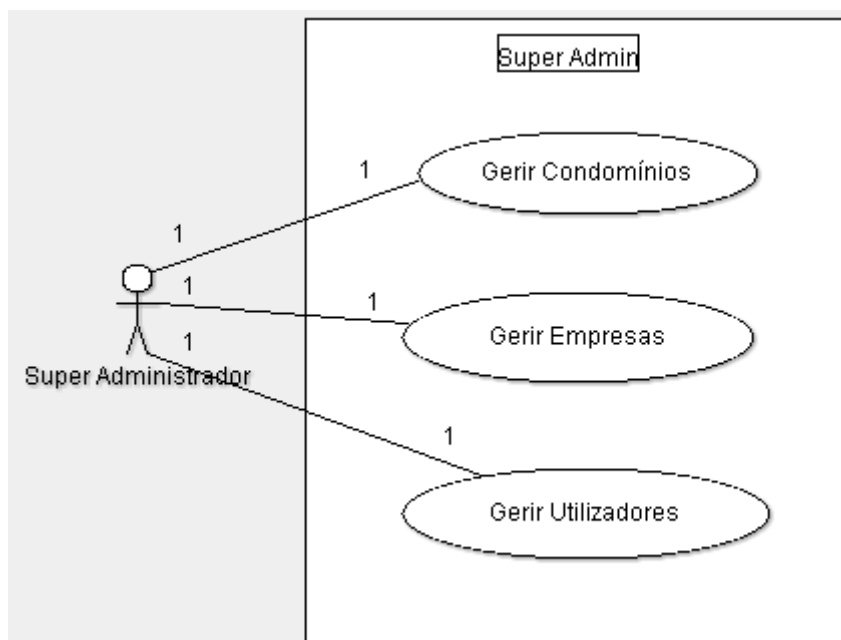 Super Admin
1
Gerir Condomínios
1
1
1
Gerir Empresas
1
Super Administrador
1
Gerir Utilizadores